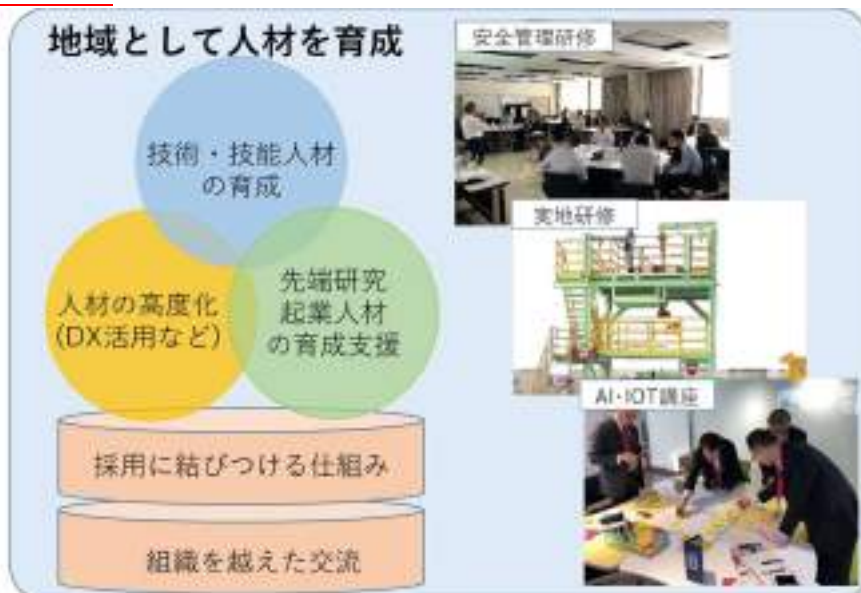 地域として人材を育成
技術・技能人材
の育成
人材の高度化
(DX活用など)
先端研究
起業人材
の育成支援
採用に結びつける仕組み
組織を越えた交流
安全管理研修
実地研修
AI・IOT講座